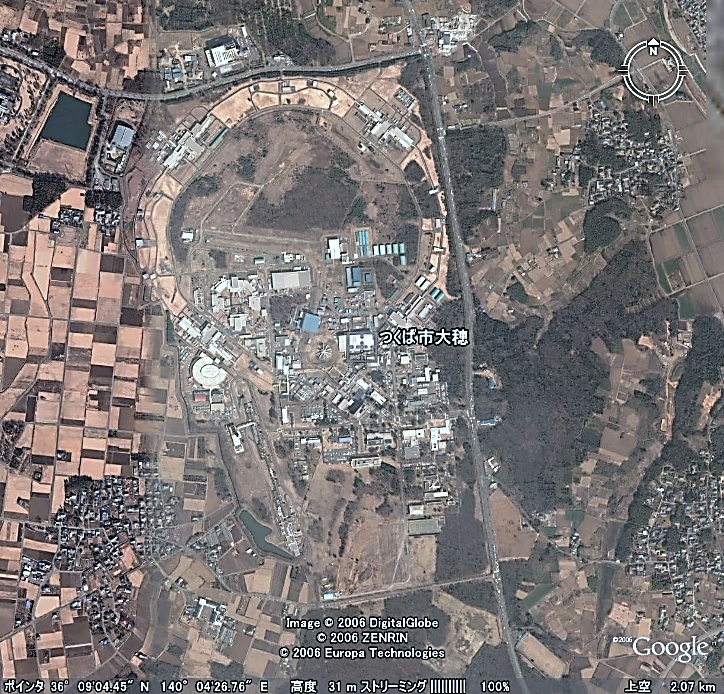 N
つくば市大穂
Image © 2006 DigitalGlobe
© 2006 ZENRIN
© 2006 Europa Technologies
©2006 Google
ポインタ 36° 09'04.45" N 140° 04'26.76" E 高度 31 m ストリーミング |||||||||| 100% 上空 2.07 km